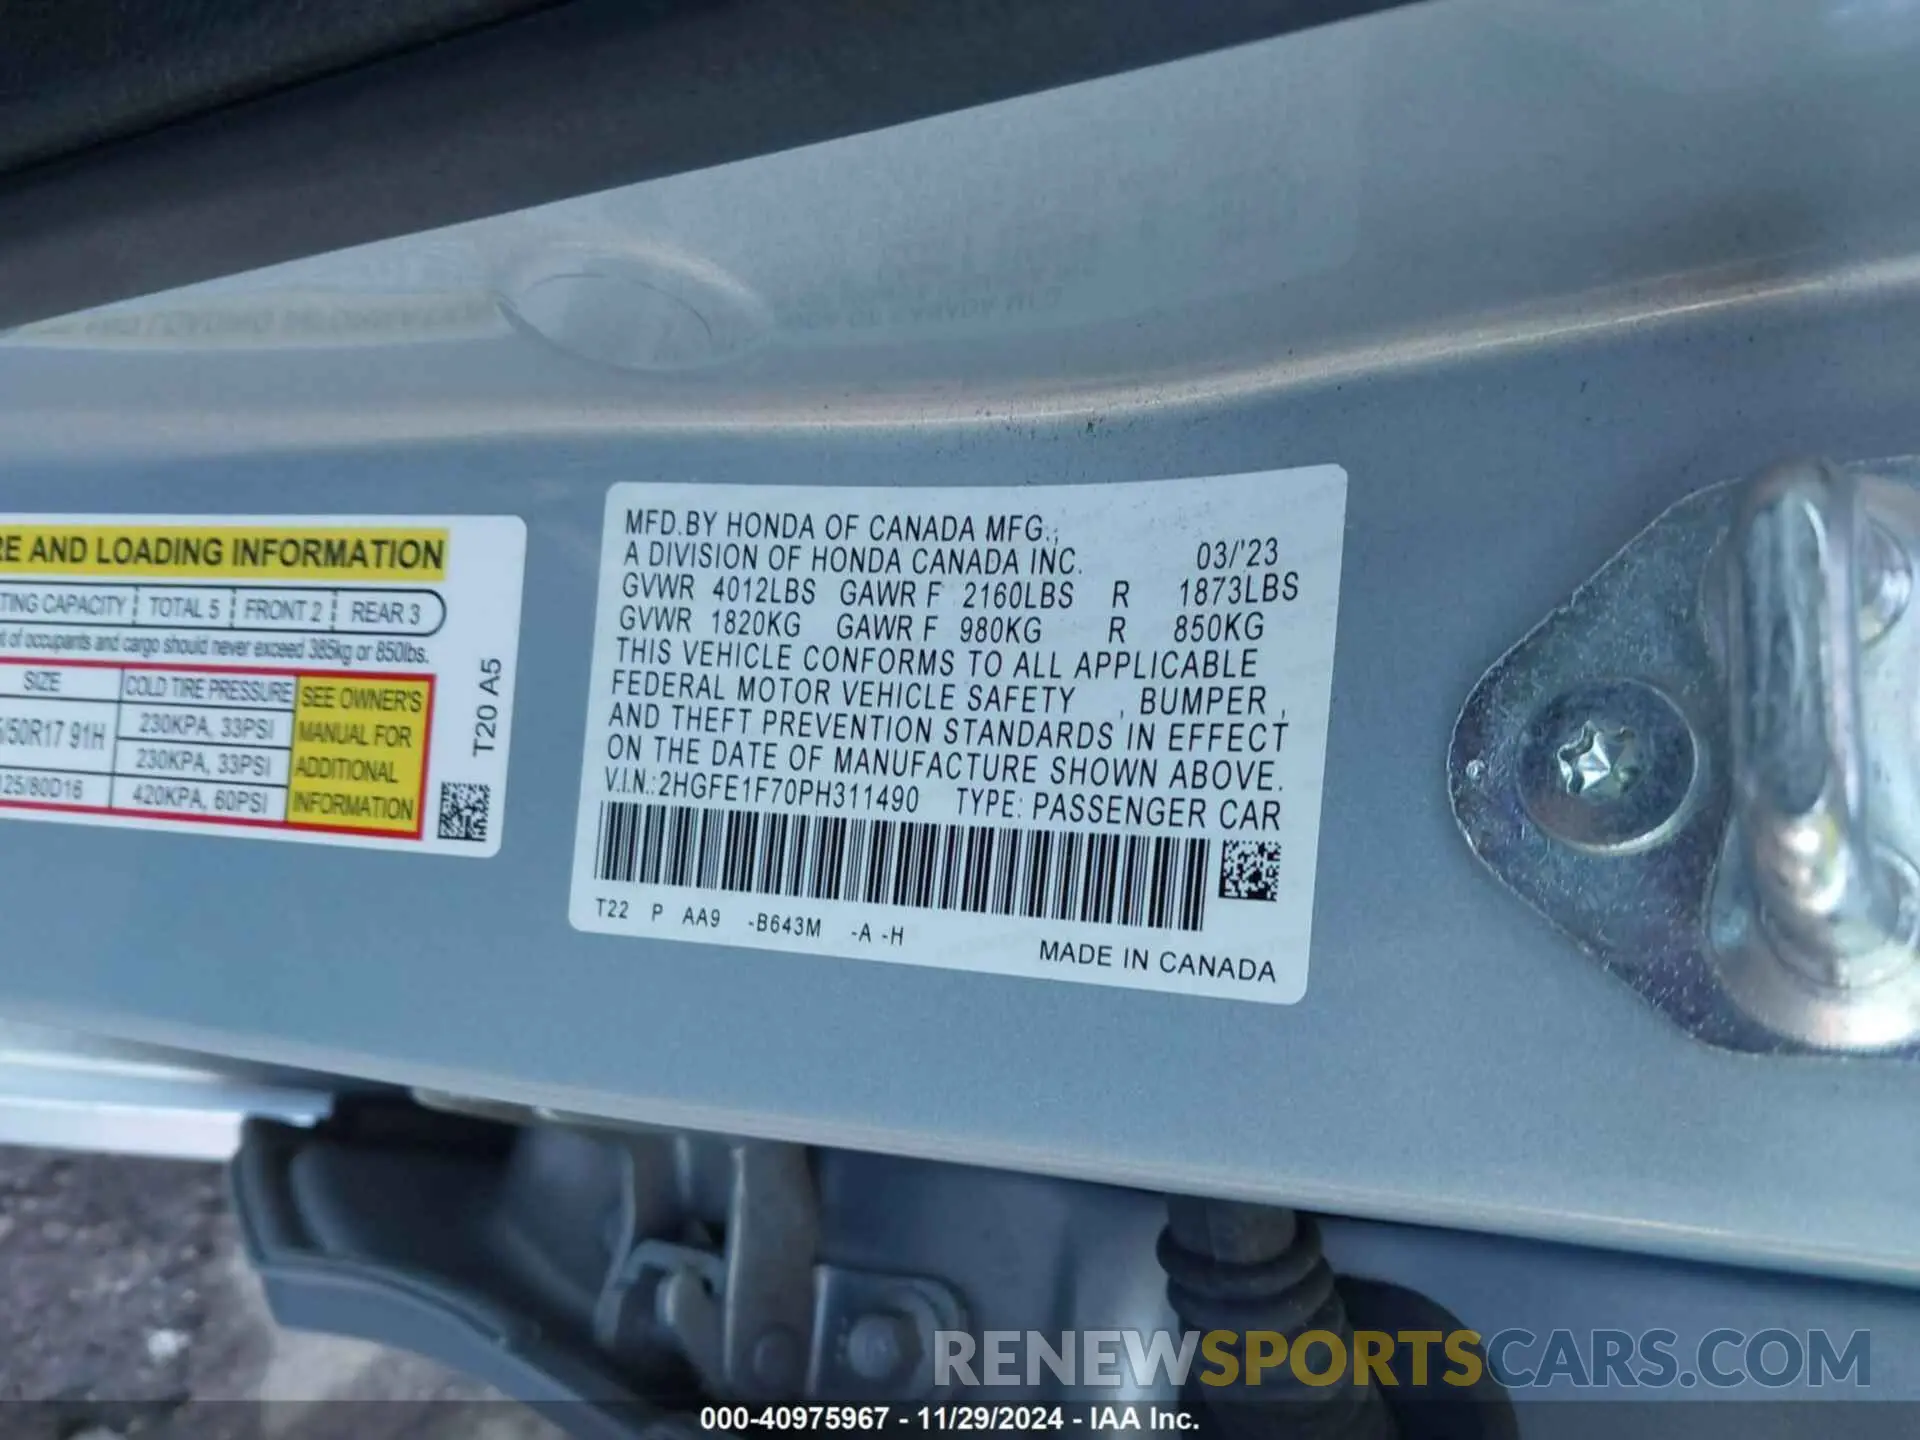 RE AND LOADING INFORMATION
TING CAPACITY TOTAL 5 FRONT 2 REAR 3
t of occupants and cargo should never exceed 385kg or 850lbs.
SIZE COLD TIRE PRESSURE SEE OWNER'S
/50R17 91H 230KPA, 33PSI MANUAL FOR
230KPA, 33PSI ADDITIONAL
125/80D16 420KPA, 60PSI INFORMATION
T20 A5
MFD.BY HONDA OF CANADA MFG.,
A DIVISION OF HONDA CANADA INC. 03/'23
GVWR 4012LBS GAWR F 2160LBS R 1873LBS
GVWR 1820KG GAWR F 980KG R 850KG
THIS VEHICLE CONFORMS TO ALL APPLICABLE
FEDERAL MOTOR VEHICLE SAFETY , BUMPER ,
AND THEFT PREVENTION STANDARDS IN EFFECT
ON THE DATE OF MANUFACTURE SHOWN ABOVE.
V.I.N.:2HGFE1F70PH311490 TYPE: PASSENGER CAR
T22 P AA9 -B643M -A -H
MADE IN CANADA
RENEWSPORTSCARS.COM
000-40975967 - 11/29/2024 - IAA Inc.